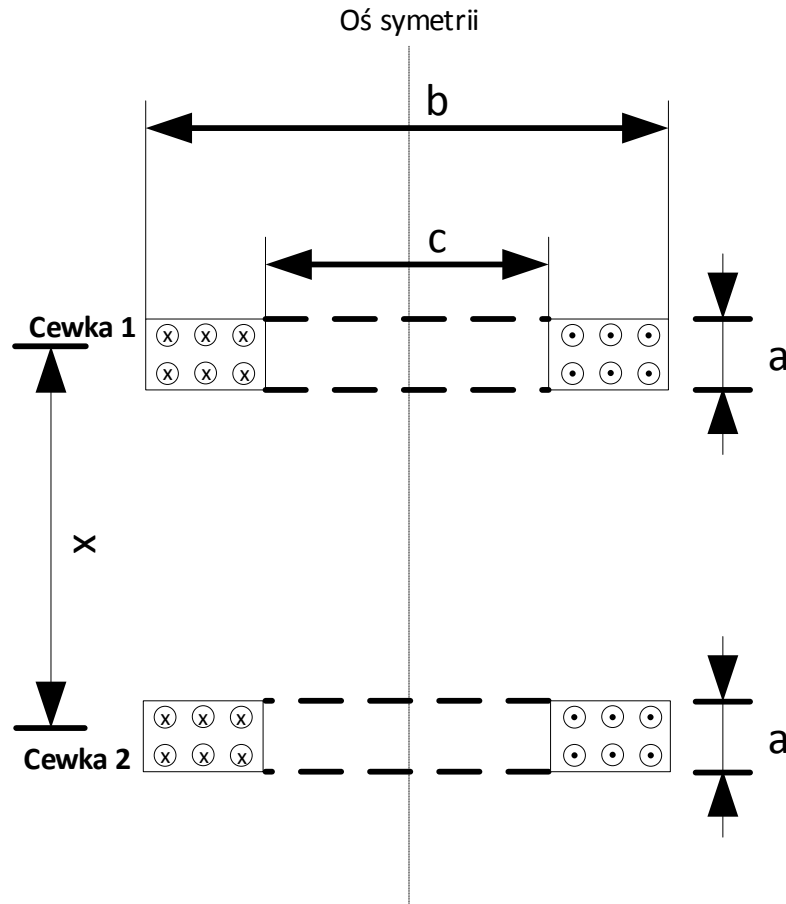 Oś symetrii
b
c
Cewka 1
x x x
x x x
a
x
x x x
x x x
Cewka 2
a